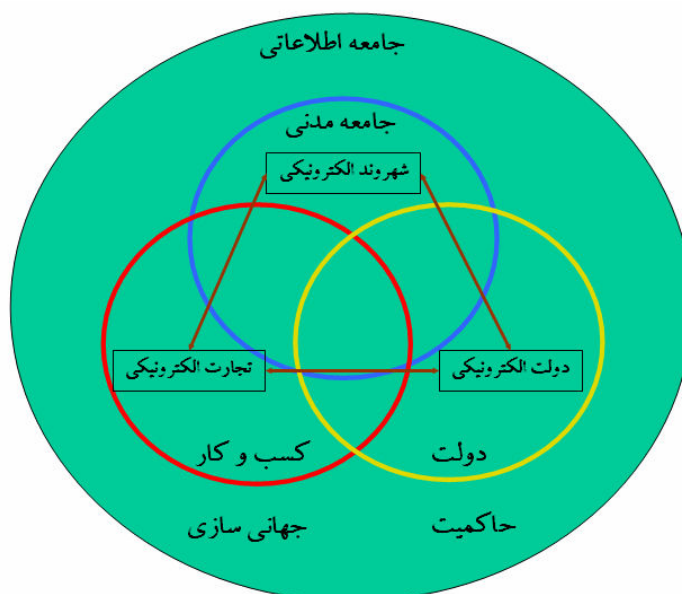 جامعه اطلاعاتی
جامعه مدنی
شهروند الکترونیکی
دولت الکترونیکی
تجارت الکترونیکی
دولت
کسب و کار
حاکمیت
جهانی سازی